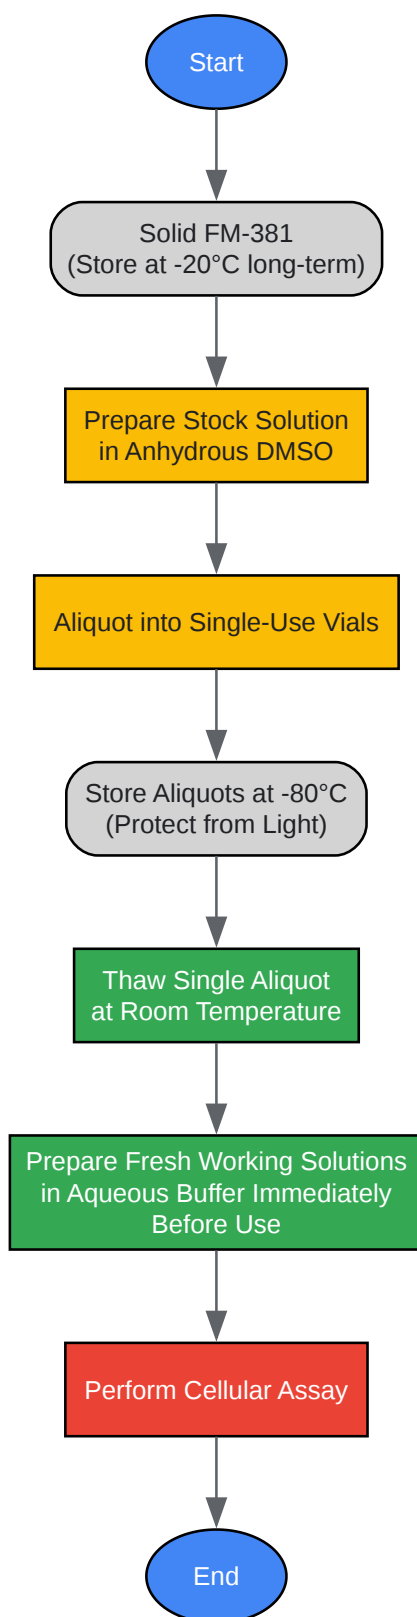 Start
Solid FM-381
(Store at -20°C long-term)
Prepare Stock Solution
in Anhydrous DMSO
Aliquot into Single-Use Vials
Store Aliquots at -80°C
(Protect from Light)
Thaw Single Aliquot
at Room Temperature
Prepare Fresh Working Solutions
in Aqueous Buffer Immediately
Before Use
Perform Cellular Assay
End